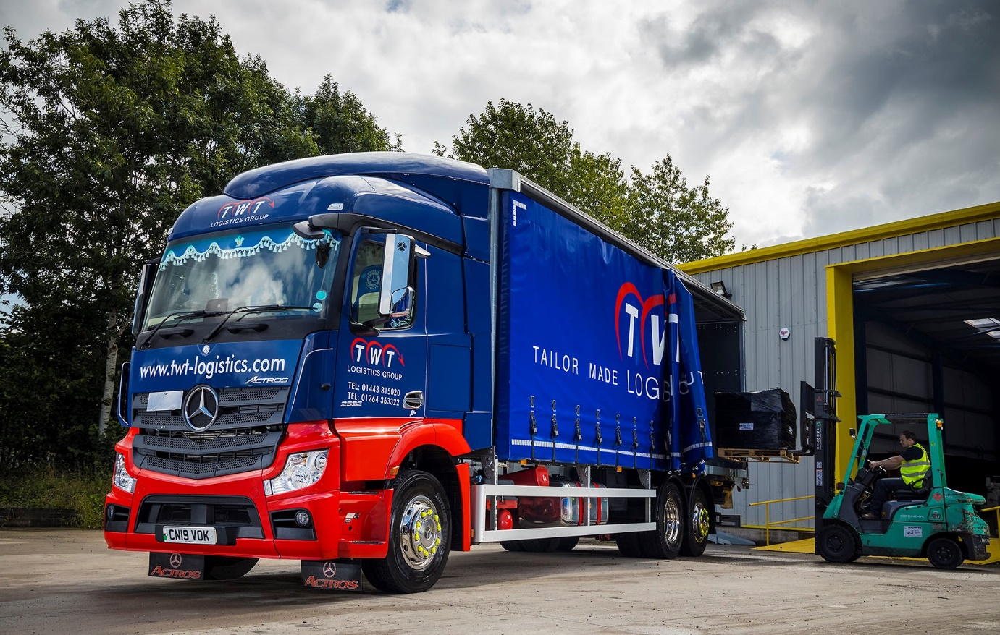 TWT
LOGISTICS GROUP
www.twt-logistics.com
ACTROS
TWT
LOGISTICS GROUP
TEL: 01443 815020
TEL: 01264 363322
2532
TWT
TAILOR MADE
CN19 VOK
ACTROS
ACTROS